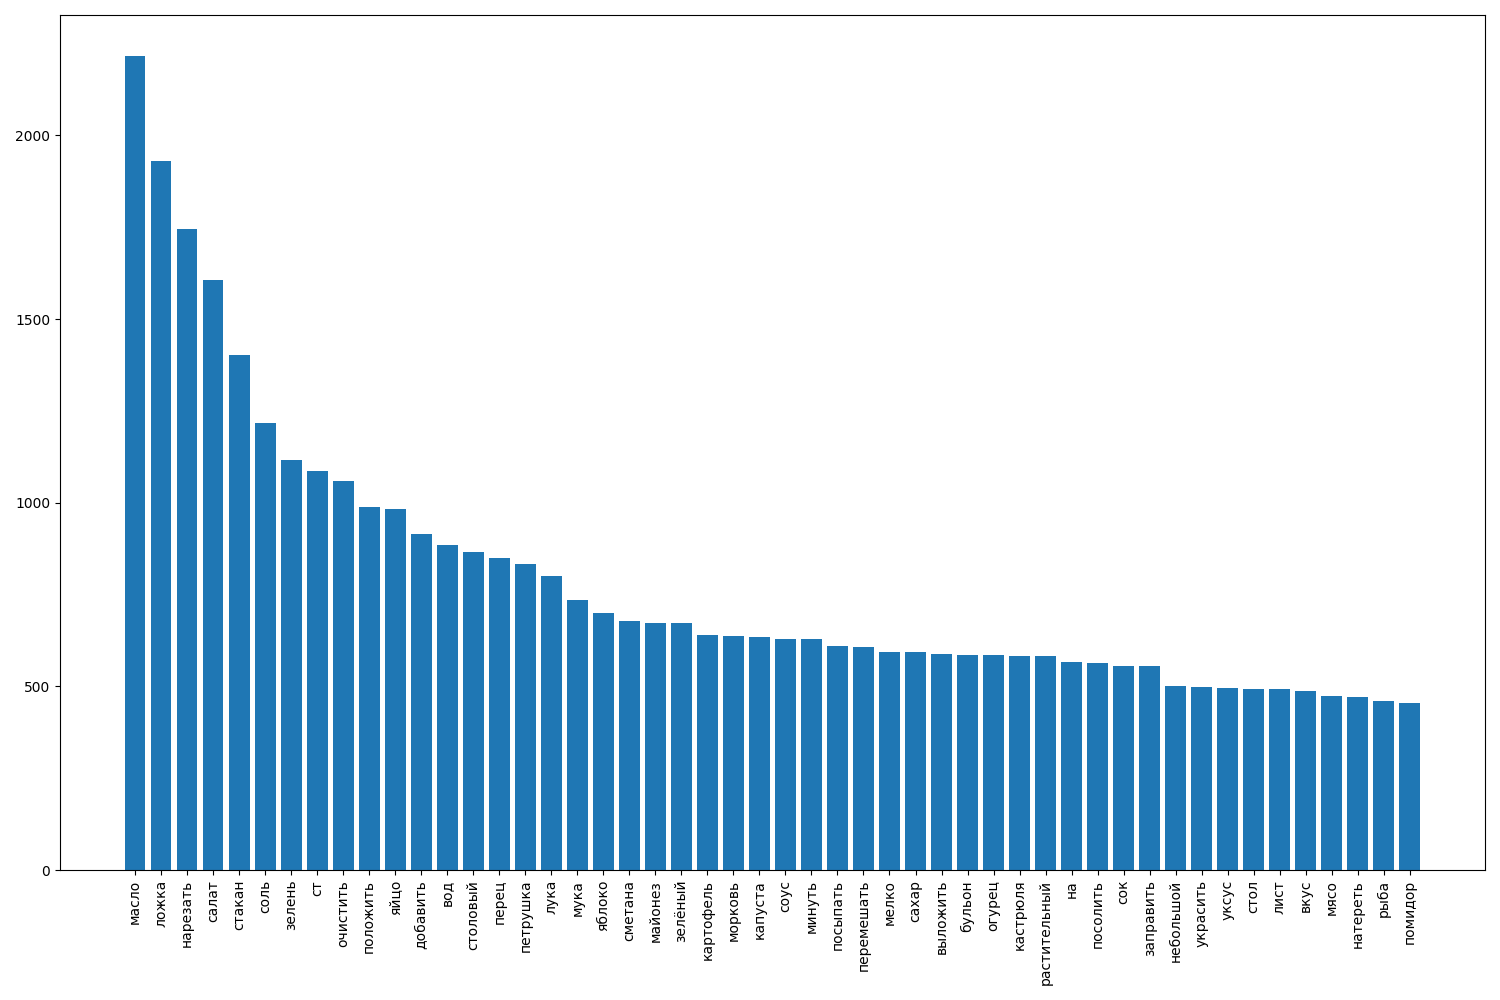 2000
1500
1000
500
0
масло
ложка
нарезать
салат
стакан
соль
зелень
ст
очистить
положить
яйцо
добавить
вод
столовый
перец
петрушка
лука
мука
яблоко
сметана
майонез
зелёный
картофель
морковь
капуста
соус
минуть
посыпать
перемешать
мелко
сахар
выложить
бульон
огурец
кастрюля
растительный
на
посолить
сок
заправить
небольшой
украсить
уксус
стол
лист
вкус
мясо
натереть
рыба
помидор